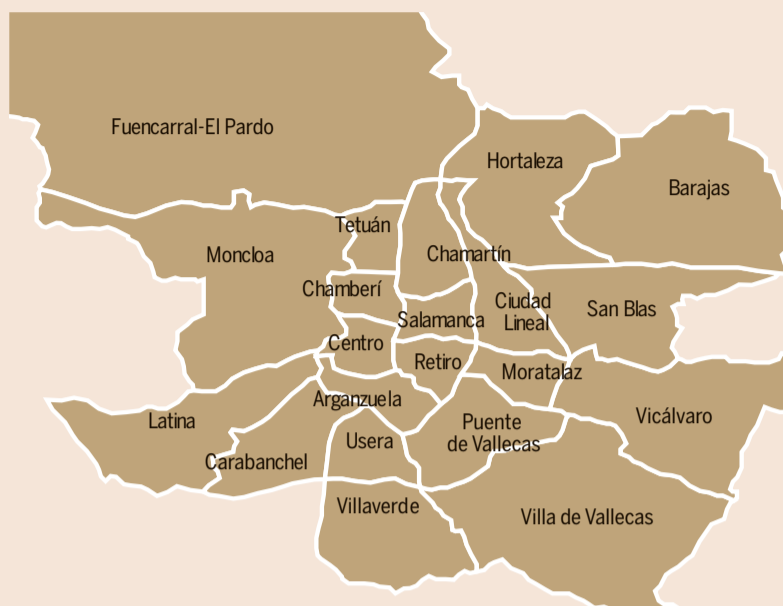 Fuencarral-El Pardo
Hortaleza
Barajas
Tetuán
Moncloa
Chamartín
Chamberí
Ciudad
Lineal
San Blas
Salamanca
Centro
Retiro
Moratalaz
Arganzuela
Latina
Vicálvaro
Puente
de Vallecas
Usera
Carabanchel
Villaverde
Villa de Vallecas